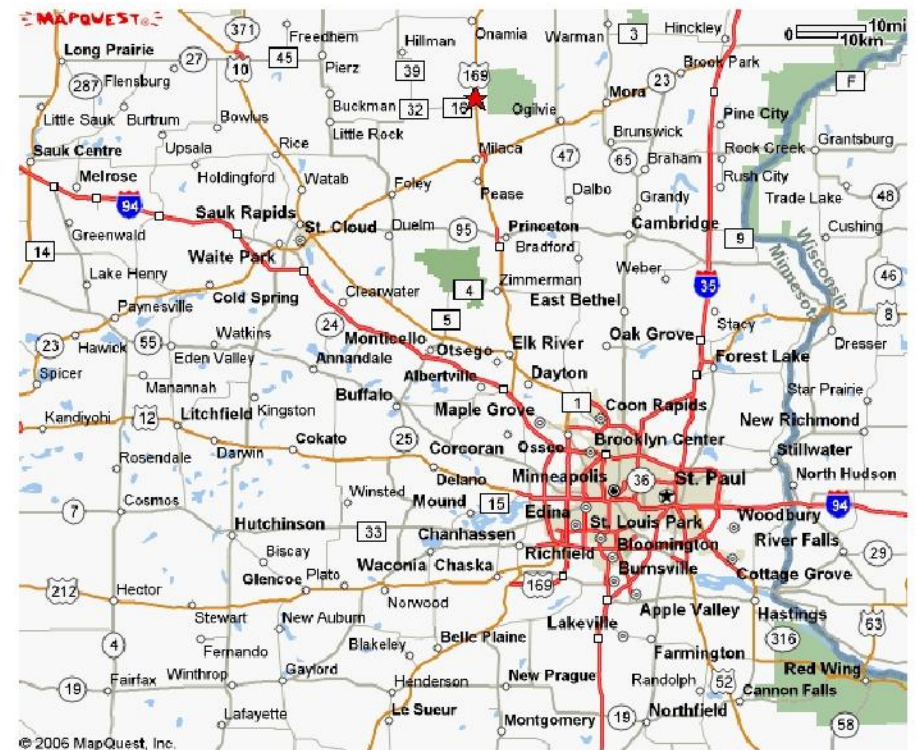 MAPQUEST
371
Freedhem
Hillman
Onamia
Warman
3
Hinckley
10mi
0
10km
Long Prairie
27
10
45
Pierz
39
169
23
Brook Park
F
287
Flensburg
Buckman
32
16
Ogilvie
Mora
Pine City
Little Sauk
Burtrum
Bowlus
Little Rock
Brunswick
Sauk Centre
Upsala
Rice
Milaca
47
65
Braham
Rock Creek
Grantsburg
Melrose
Holdingford
Watab
Foley
Pease
Dalbo
Grandy
Rush City
Trade Lake
48
94
Sauk Rapids
St. Cloud
Duelm
95
Princeton
Cambridge
9
Cushing
Greenwald
Bradford
Wisconsin
Minnesota
14
Waite Park
Lake Henry
Clearwater
4
Zimmerman
Weber
35
46
Cold Spring
East Bethel
Paynesville
24
5
Stacy
8
23
Hawick
55
Watkins
Monticello
Otsego
Elk River
Oak Grove
Dresser
Eden Valley
Annandale
Forest Lake
Spicer
Manannah
Albertville
Dayton
Star Prairie
Buffalo
Maple Grove
1
Coon Rapids
Kandiyohi
12
Litchfield
Kingston
New Richmond
25
Corcoran
Osseo
Brooklyn Center
Rosendale
Darwin
Cokato
Stillwater
Delano
Minneapolis
36
St. Paul
North Hudson
7
Cosmos
Winsted
Mound
15
94
Edina
St. Louis Park
Woodbury
Hutchinson
33
Chanhassen
River Falls
Biscay
Richfield
Bloomington
29
Waconia
Chaska
Burnsville
Cottage Grove
212
Hector
Glencoe
Plato
169
Norwood
Apple Valley
Hastings
Stewart
New Auburn
Lakeville
63
4
Fernando
Blakeley
Belle Plaine
316
Farmington
Red Wing
19
Fairfax
Winthrop
Gaylord
Henderson
New Prague
Randolph
52
Cannon Falls
Lafayette
Le Sueur
Montgomery
19
Northfield
58
© 2006 MapQuest, Inc.